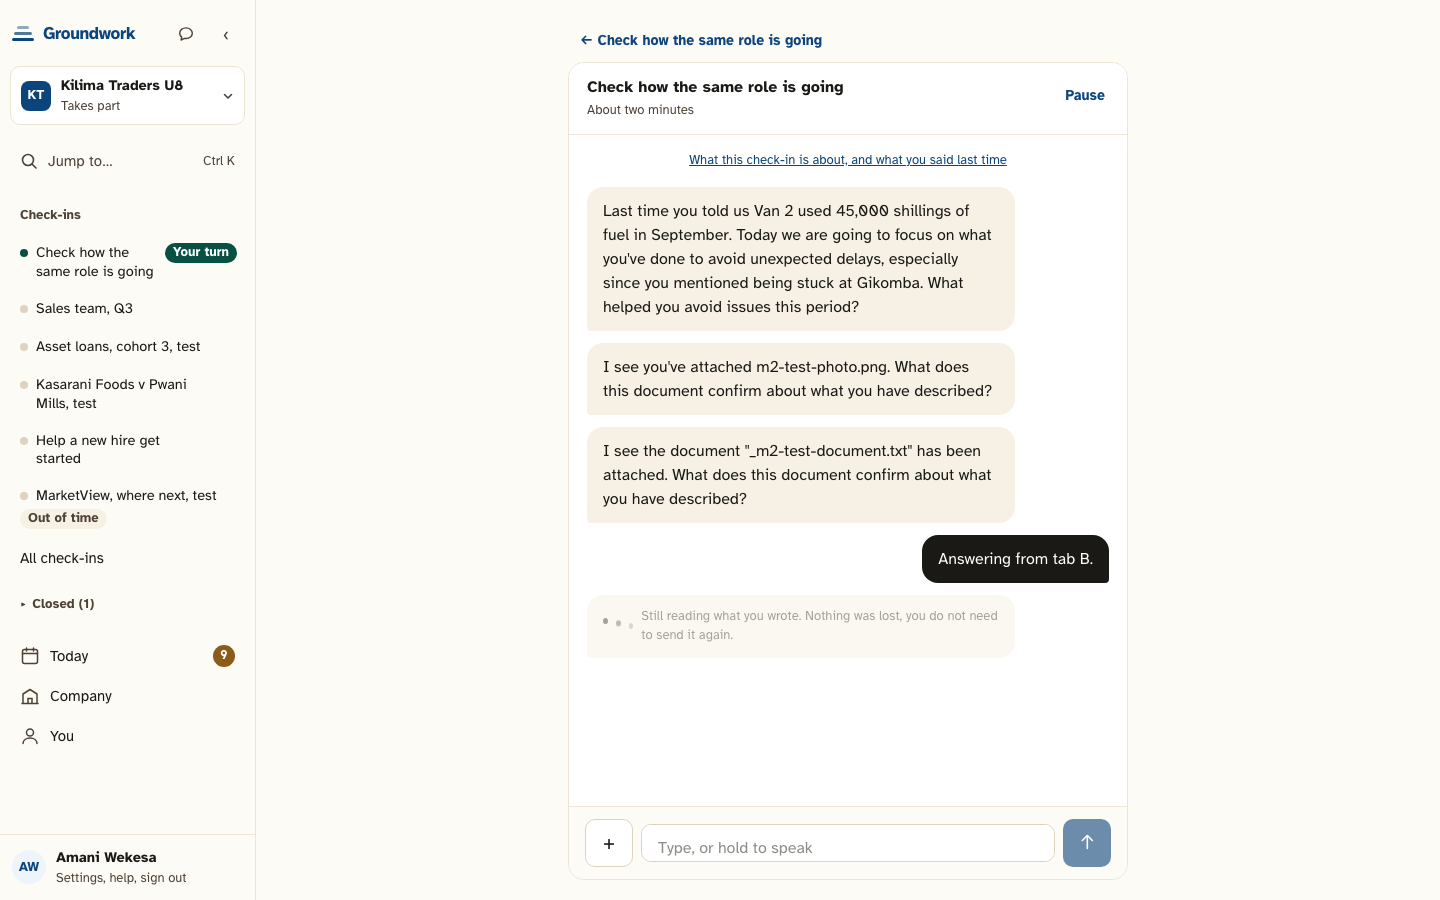 Groundwork
KT
Kilima Traders U8
Takes part
Jump to...
Ctrl K
Check-ins
Check how the
same role is going
Your turn
Sales team, Q3
Asset loans, cohort 3, test
Kasarani Foods v Pwani
Mills, test
Help a new hire get
started
MarketView, where next, test
Out of time
All check-ins
Closed (1)
Today
9
Company
You
AW
Amani Wekesa
Settings, help, sign out
← Check how the same role is going
Check how the same role is going
About two minutes
Pause
What this check-in is about, and what you said last time
Last time you told us Van 2 used 45,000 shillings of
fuel in September. Today we are going to focus on what
you've done to avoid unexpected delays, especially
since you mentioned being stuck at Gikomba. What
helped you avoid issues this period?
I see you've attached m2-test-photo.png. What does
this document confirm about what you have described?
I see the document "_m2-test-document.txt" has been
attached. What does this document confirm about what
you have described?
Answering from tab B.
Still reading what you wrote. Nothing was lost, you do not need
to send it again.
+
Type, or hold to speak